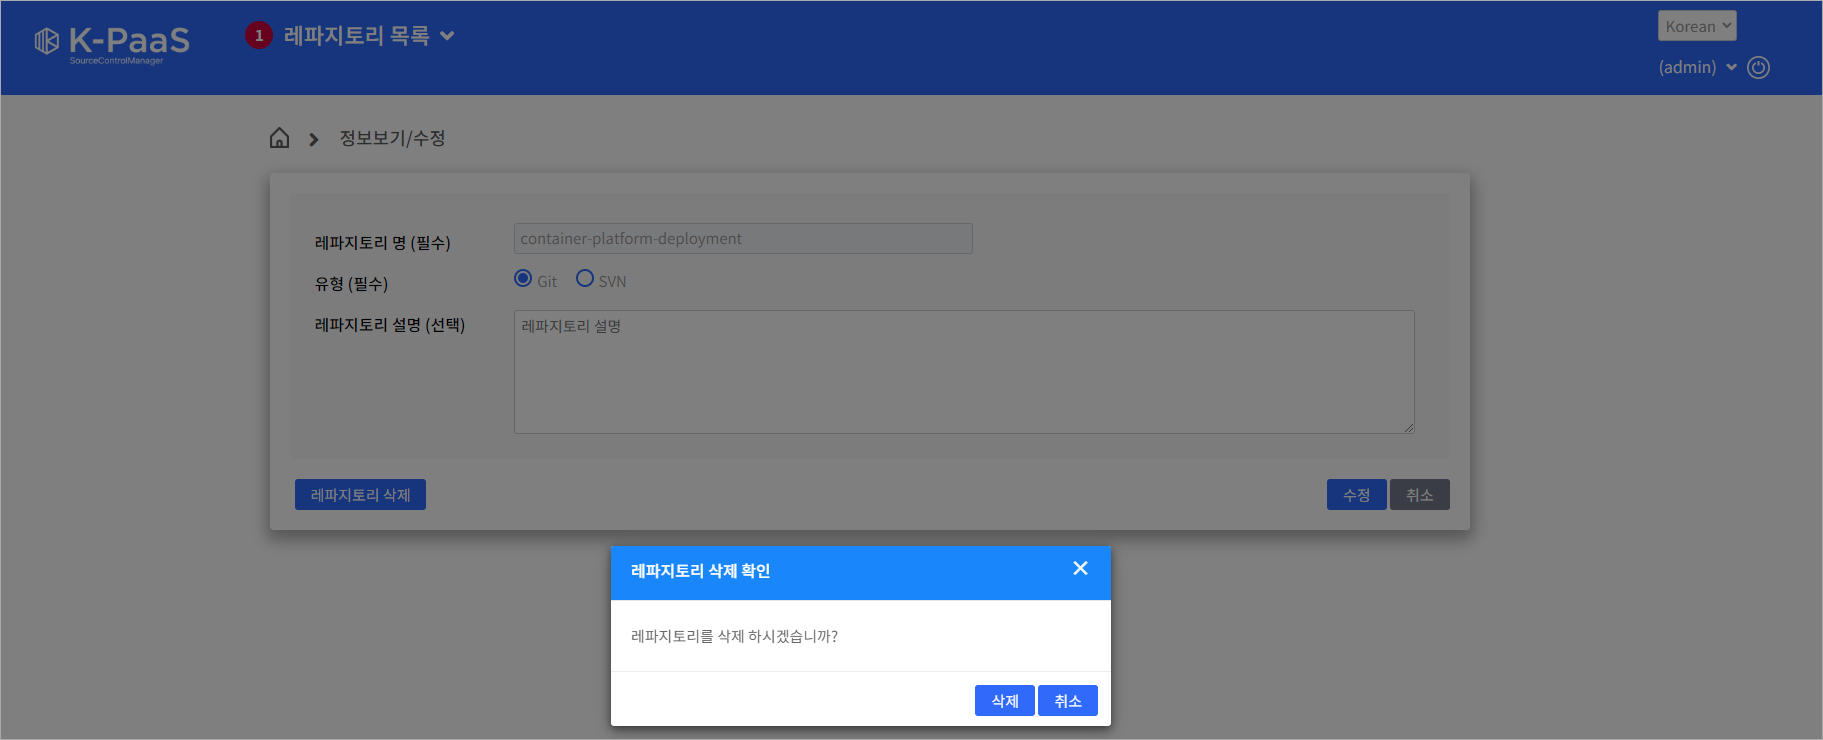 K-PaaS
SourceControlManager
1 레파지토리 목록
Korean
(admin)
정보보기/수정
레파지토리 명 (필수)
container-platform-deployment
유형 (필수)
Git SVN
레파지토리 설명 (선택)
레파지토리 설명
레파지토리 삭제
수정 취소
레파지토리 삭제 확인
레파지토리를 삭제 하시겠습니까?
삭제 취소